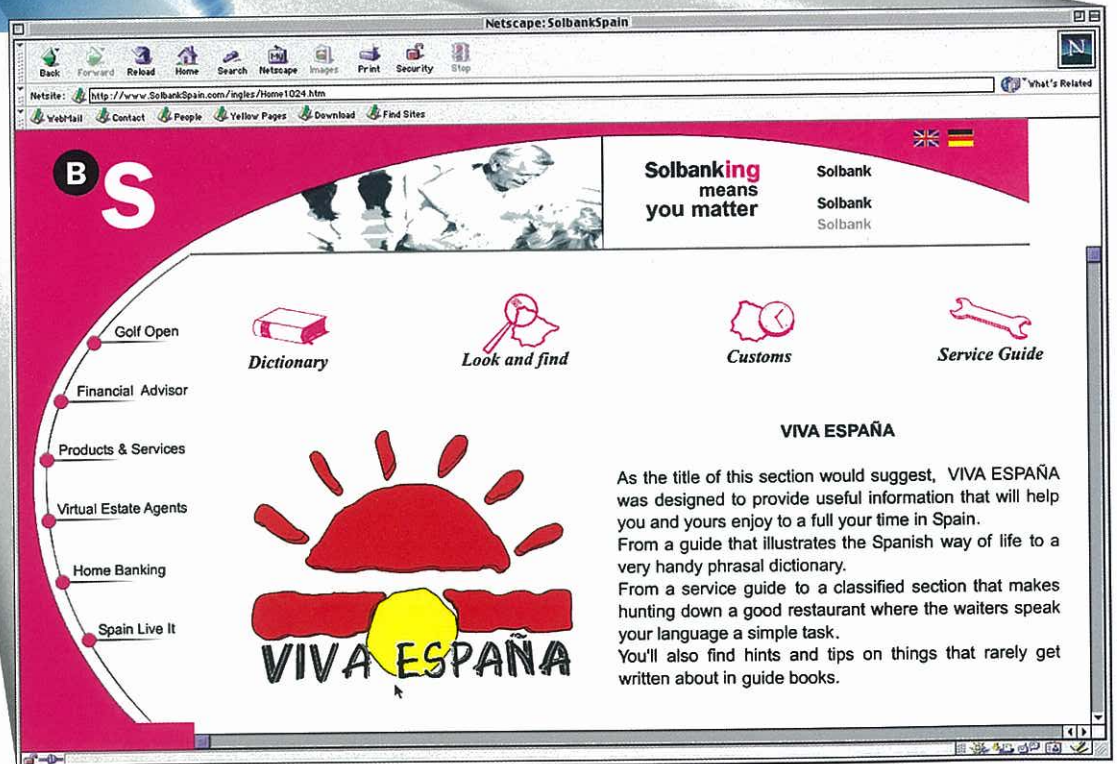 Netscape: SolbankSpain
Back Forward Reload Home Search Netscape Images Print Security Stop
N
Netsite: http://www.SolbankSpain.com/ingles/Home1024.htm What's Related
WebMail Contact People Yellow Pages Download Find Sites
B S
Solbanking
means
you matter
Solbank
Solbank
Solbank
Dictionary
Look and find
Customs
Service Guide
Golf Open
Financial Advisor
Products & Services
Virtual Estate Agents
Home Banking
Spain Live It
VIVA ESPAÑA
VIVA ESPAÑA
As the title of this section would suggest, VIVA ESPAÑA
was designed to provide useful information that will help
you and yours enjoy to a full your time in Spain.
From a guide that illustrates the Spanish way of life to a
very handy phrasal dictionary.
From a service guide to a classified section that makes
hunting down a good restaurant where the waiters speak
your language a simple task.
You'll also find hints and tips on things that rarely get
written about in guide books.